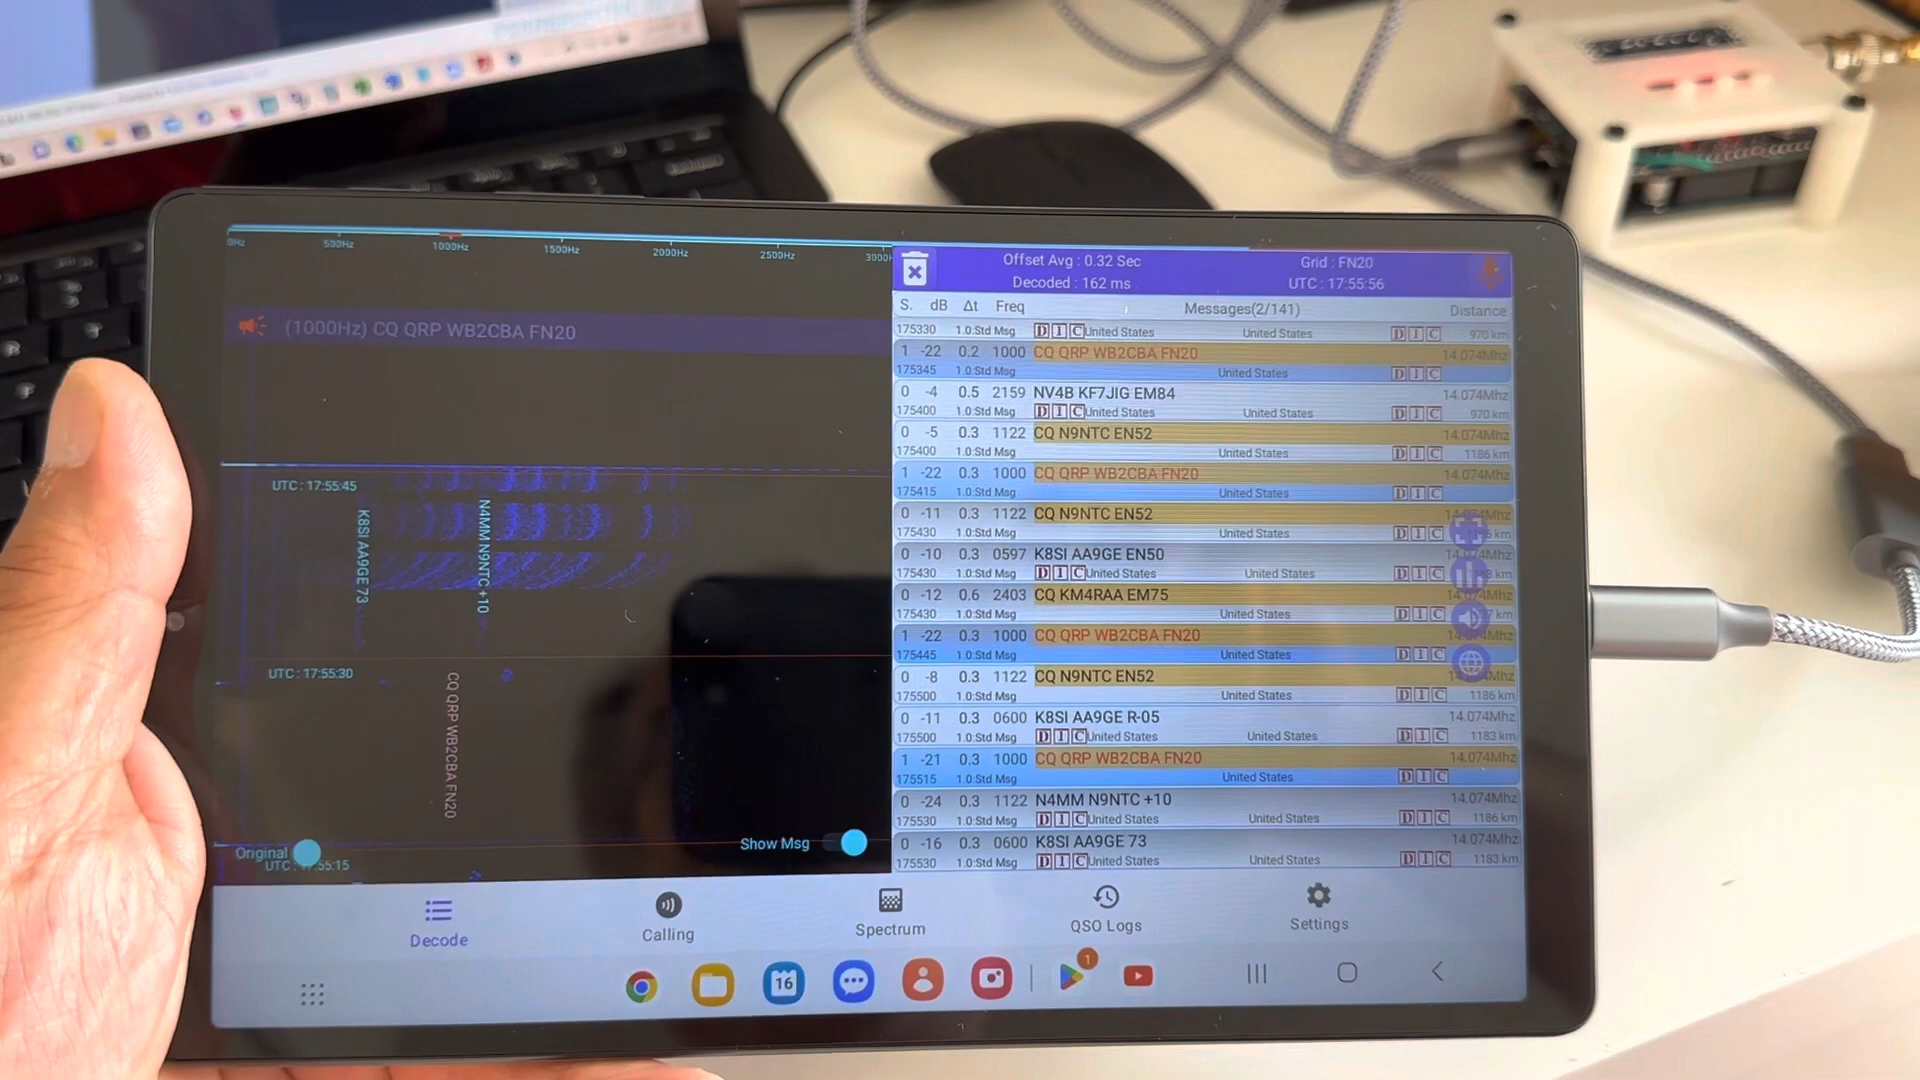 0Hz 500Hz 1000Hz 1500Hz 2000Hz 2500Hz 3000H
(1000Hz) CQ QRP WB2CBA FN20
UTC : 17:55:45
K8SI AA9GE 73
N4MM N9NTC +10
UTC : 17:55:30
CQ QRP WB2CBA FN20
Original
UTC : 17:55:15
Show Msg
Offset Avg : 0.32 Sec Grid : FN20
Decoded : 162 ms UTC : 17:55:56
S. dB Δt Freq Messages(2/141) Distance
175330 1.0:Std Msg D I C United States United States D I C 970 km
1 -22 0.2 1000 CQ QRP WB2CBA FN20 14.074Mhz
175345 1.0:Std Msg United States D I C
0 -4 0.5 2159 NV4B KF7JIG EM84 14.074Mhz
175400 1.0:Std Msg D I C United States United States D I C 970 km
0 -5 0.3 1122 CQ N9NTC EN52 14.074Mhz
175400 1.0:Std Msg United States D I C 1186 km
1 -22 0.3 1000 CQ QRP WB2CBA FN20 14.074Mhz
175415 1.0:Std Msg United States D I C
0 -11 0.3 1122 CQ N9NTC EN52
175430 1.0:Std Msg United States D I C
0 -10 0.3 0597 K8SI AA9GE EN50 14.074Mhz
175430 1.0:Std Msg D I C United States United States D I C
0 -12 0.6 2403 CQ KM4RAA EM75 14.074Mhz
175430 1.0:Std Msg United States D I C
1 -22 0.3 1000 CQ QRP WB2CBA FN20
175445 1.0:Std Msg United States D I C
0 -8 0.3 1122 CQ N9NTC EN52
175500 1.0:Std Msg United States D I C 1186 km
0 -11 0.3 0600 K8SI AA9GE R-05 14.074Mhz
175500 1.0:Std Msg D I C United States United States D I C 1183 km
1 -21 0.3 1000 CQ QRP WB2CBA FN20 14.074Mhz
175515 1.0:Std Msg United States D I C
0 -24 0.3 1122 N4MM N9NTC +10 14.074Mhz
175530 1.0:Std Msg D I C United States United States D I C 1186 km
0 -16 0.3 0600 K8SI AA9GE 73 14.074Mhz
175530 1.0:Std Msg D I C United States United States D I C 1183 km
Decode Calling Spectrum QSO Logs Settings
16
1